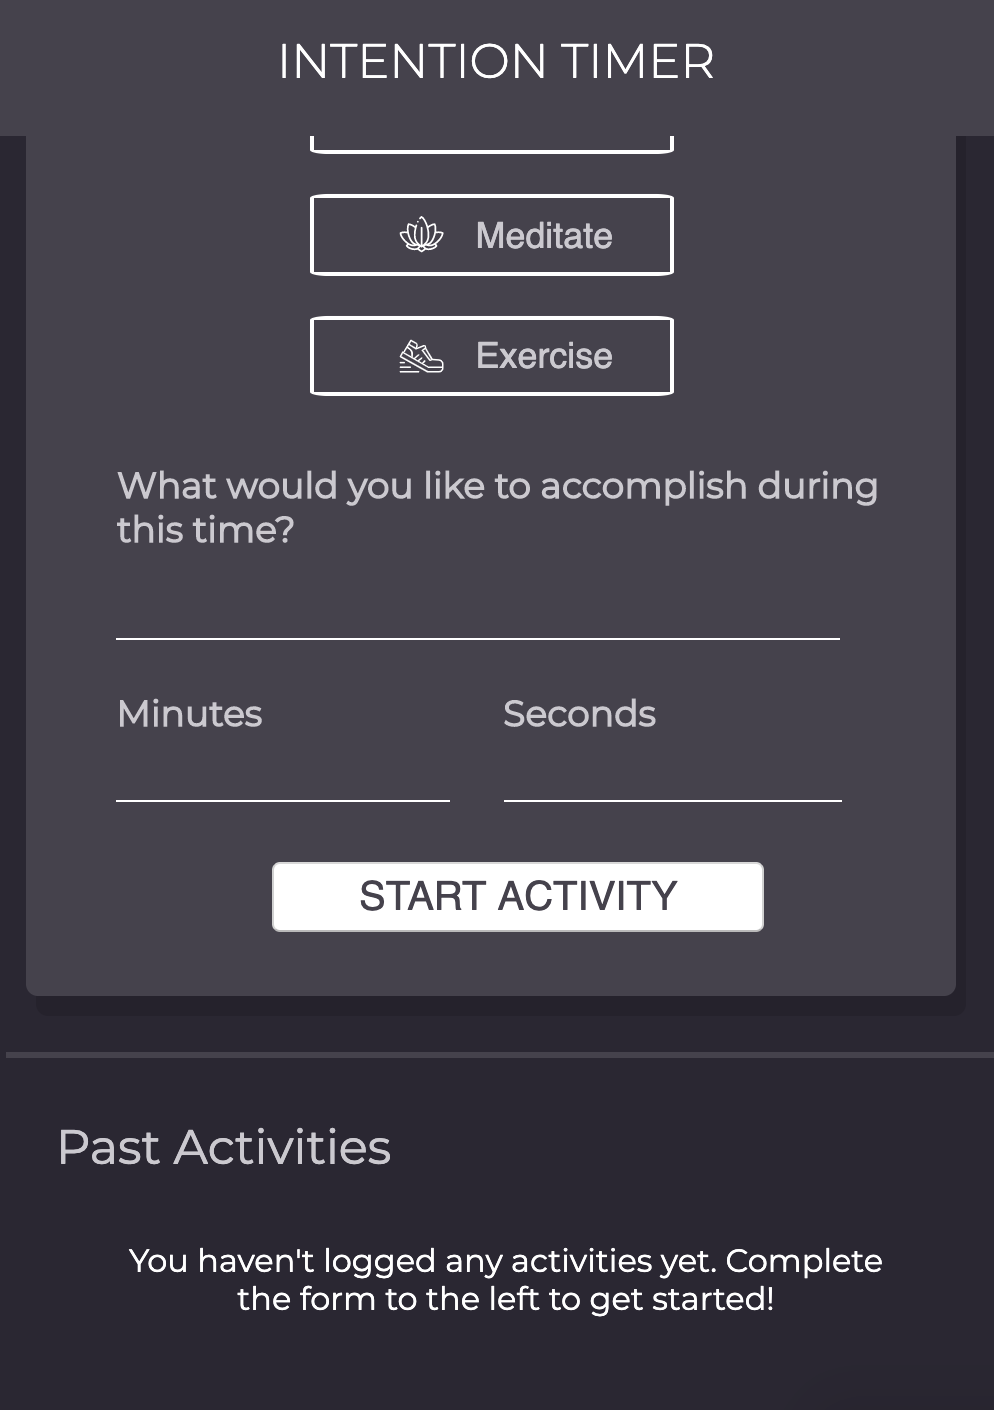 INTENTION TIMER
Meditate
Exercise
What would you like to accomplish during
this time?
Minutes Seconds
START ACTIVITY
Past Activities
You haven't logged any activities yet. Complete
the form to the left to get started!